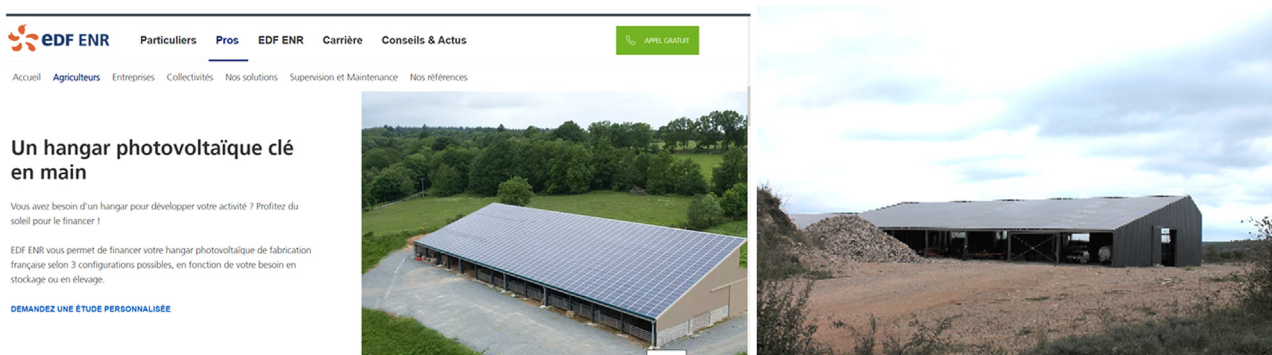 eDF ENR
Particuliers Pros EDF ENR Carrière Conseils & Actus
APPEL GRATUIT
Accueil Agriculteurs Entreprises Collectivités Nos solutions Supervision et Maintenance Nos références
Un hangar photovoltaïque clé
en main
Vous avez besoin d'un hangar pour développer votre activité ? Profitez du
soleil pour le financer !
EDF ENR vous permet de financer votre hangar photovoltaïque de fabrication
française selon 3 configurations possibles, en fonction de votre besoin en
stockage ou en élevage.
DEMANDEZ UNE ÉTUDE PERSONNALISÉE